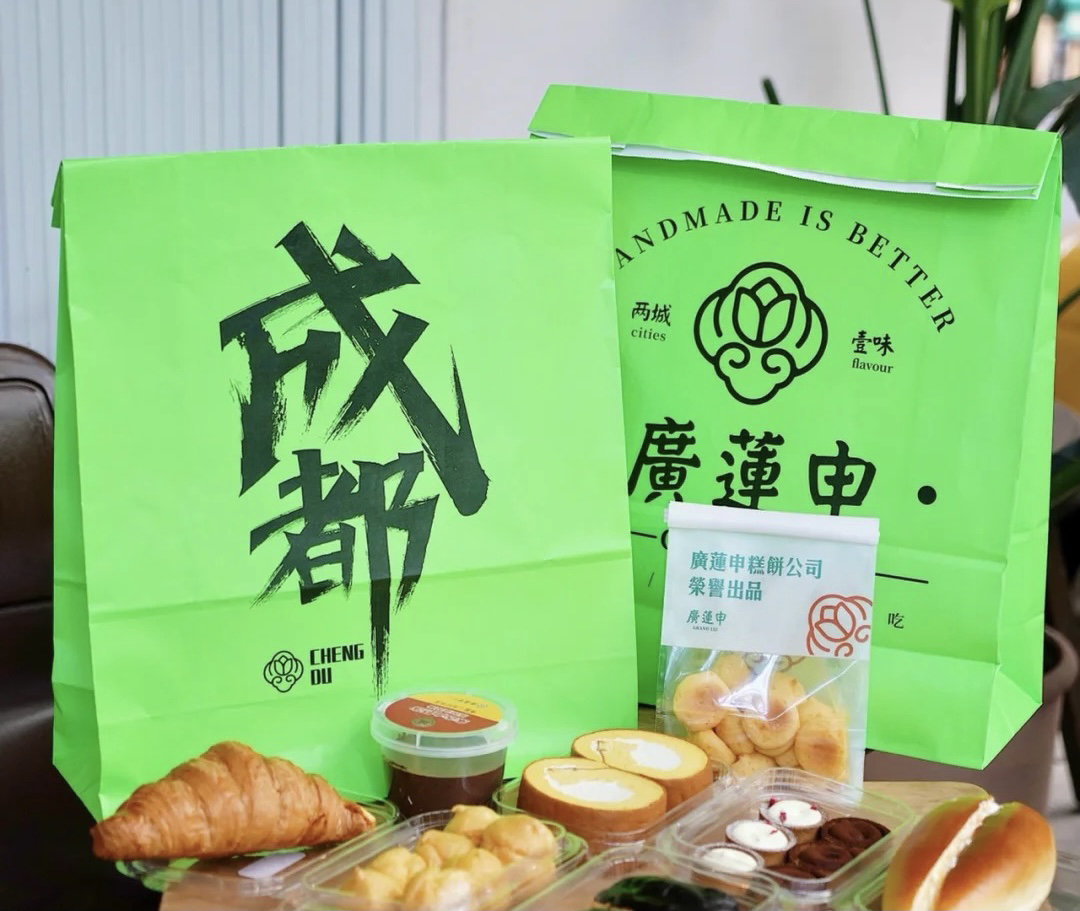 成
都
CHENG
DU
ANDMADE IS BETTER
两城
cities
壹味
flavour
廣蓮申
吃
廣蓮申糕餅公司
榮譽出品
廣蓮申